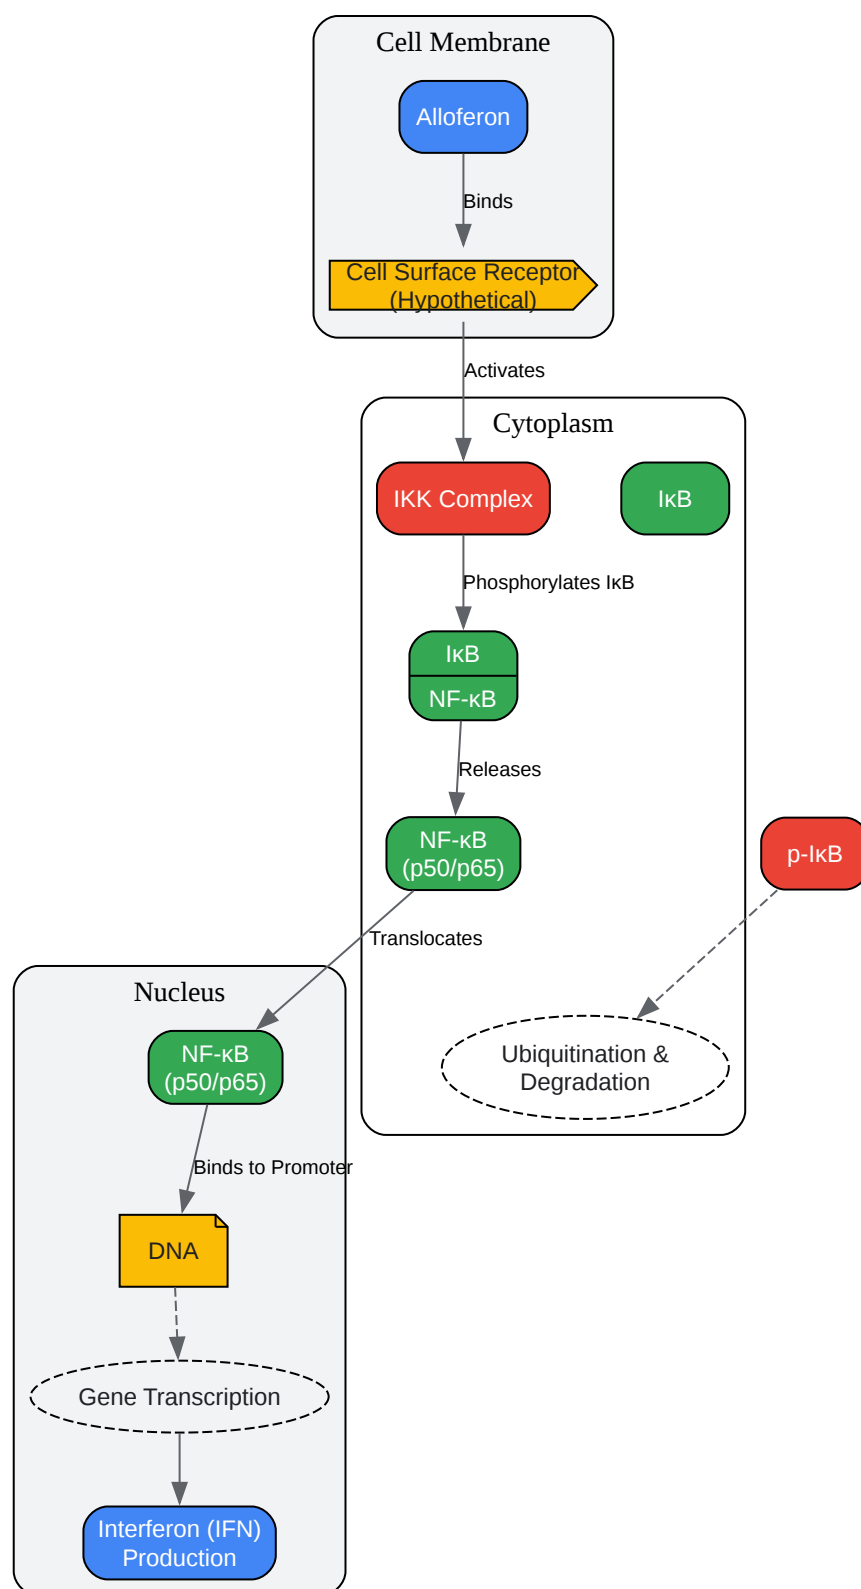 Cell Membrane
Alloferon
Binds
Cell Surface Receptor
(Hypothetical)
Activates
Cytoplasm
IKK Complex
IκB
Phosphorylates IκB
IκB
NF-κB
Releases
NF-κB
(p50/p65)
p-IκB
Translocates
Nucleus
NF-κB
(p50/p65)
Ubiquitination &
Degradation
Binds to Promoter
DNA
Gene Transcription
Interferon (IFN)
Production